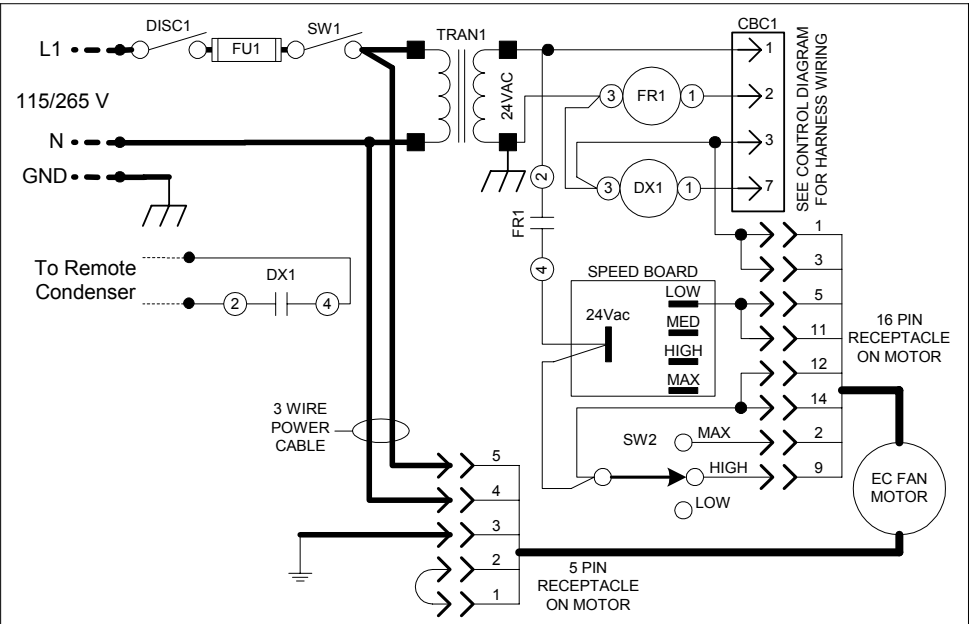 DISC1
SW1
L1
FU1
TRAN1
24VAC
CBC1
1
2
3
7
SEE CONTROL DIAGRAM
FOR HARNESS WIRING
115/265 V
N
GND
3
FR1
1
3
DX1
1
2
FR1
4
To Remote
Condenser
DX1
2
4
SPEED BOARD
24Vac
LOW
MED
HIGH
MAX
1
3
5
11
12
14
2
9
16 PIN
RECEPTACLE
ON MOTOR
SW2
MAX
HIGH
LOW
EC FAN
MOTOR
3 WIRE
POWER
CABLE
5
4
3
2
1
5 PIN
RECEPTACLE
ON MOTOR